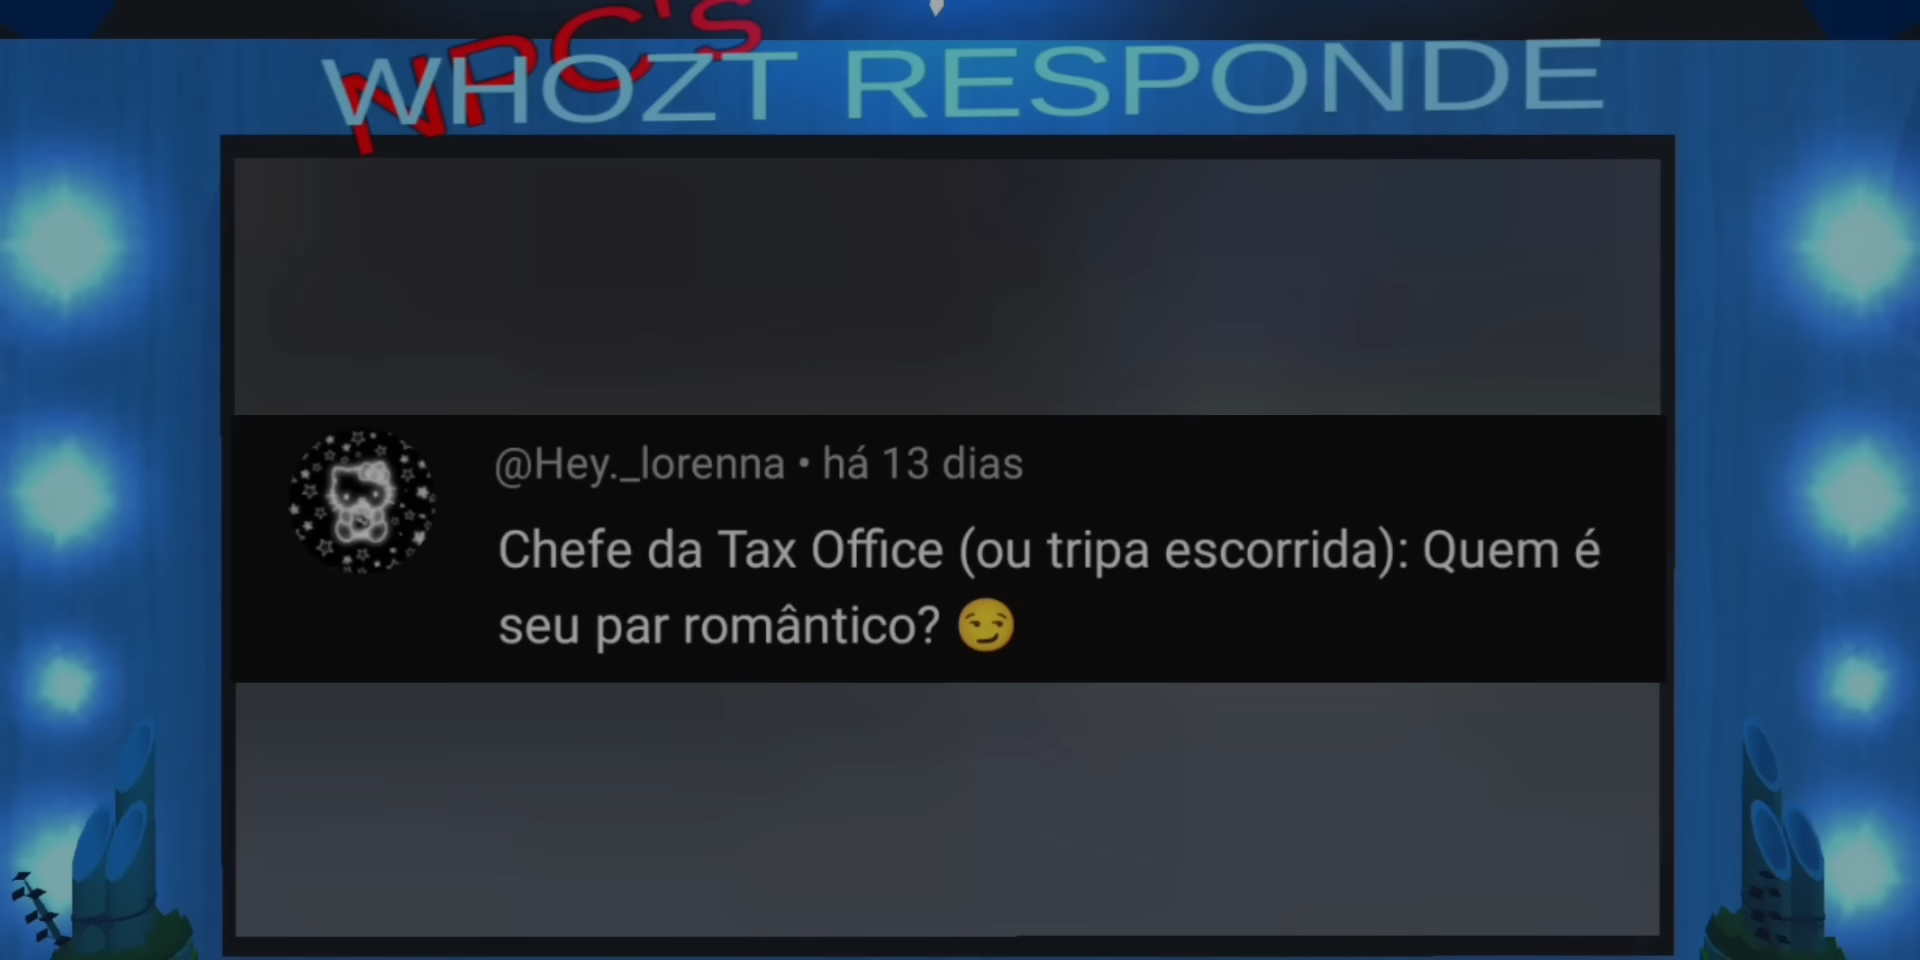 NPC's
WHOZT RESPONDE
@Hey._lorenna • há 13 dias
Chefe da Tax Office (ou tripa escorrida): Quem é
seu par romântico? 😏